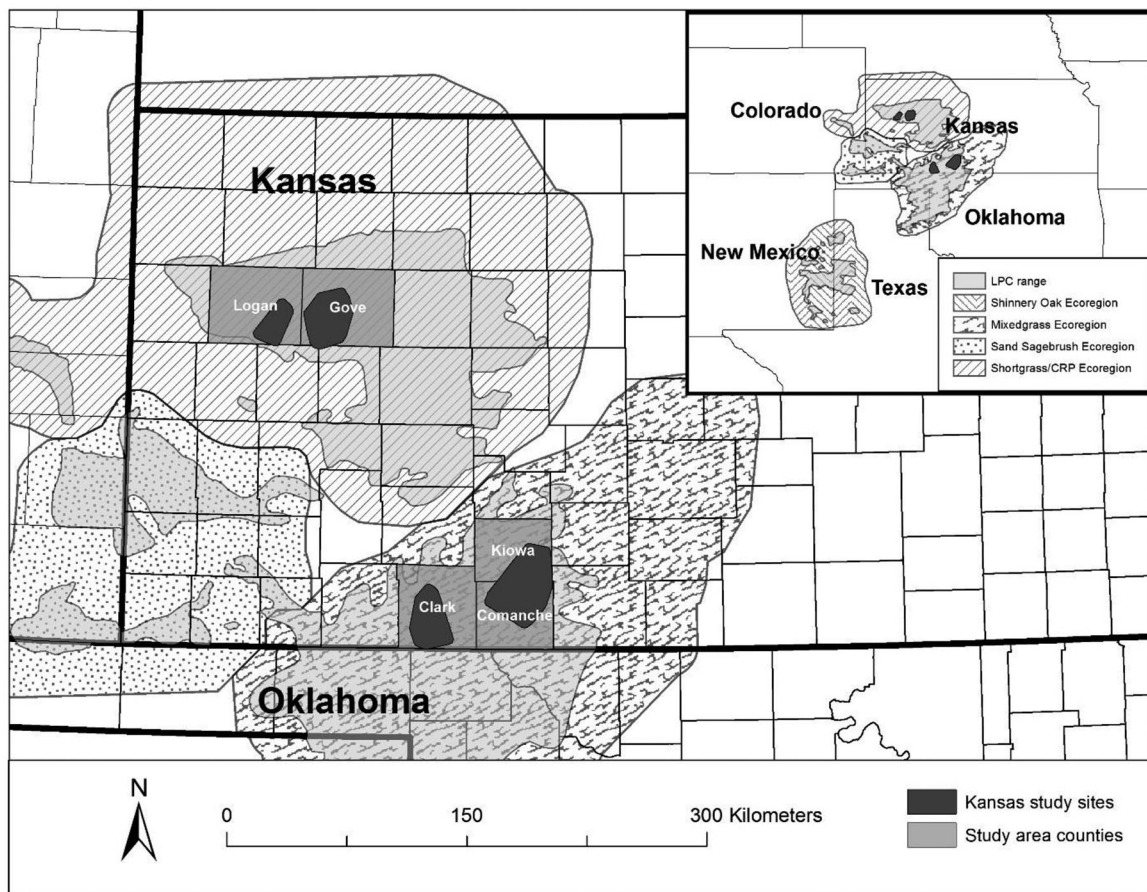 Kansas
Logan
Gove
Kiowa
Clark
Comanche
Oklahoma
Colorado
Kansas
Oklahoma
New Mexico
Texas
LPC range
Shinnery Oak Ecoregion
Mixedgrass Ecoregion
Sand Sagebrush Ecoregion
Shortgrass/CRP Ecoregion
N
0 150 300 Kilometers
Kansas study sites
Study area counties